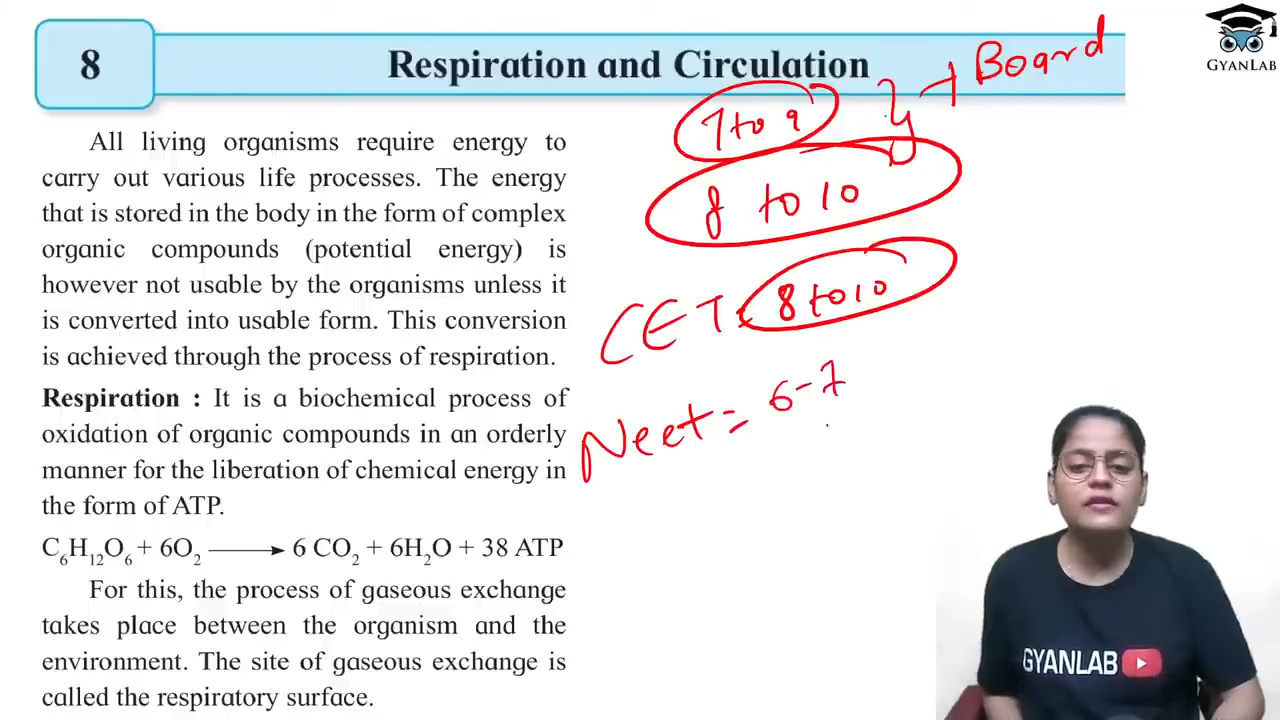 8
Respiration and Circulation
GYANLAB
Board
7 to 9
8 to 10
CET = 8 to 10
Neet = 6-7
All living organisms require energy to
carry out various life processes. The energy
that is stored in the body in the form of complex
organic compounds (potential energy) is
however not usable by the organisms unless it
is converted into usable form. This conversion
is achieved through the process of respiration.
Respiration : It is a biochemical process of
oxidation of organic compounds in an orderly
manner for the liberation of chemical energy in
the form of ATP.
C₆H₁₂O₆ + 6O₂ ⟶ 6 CO₂ + 6H₂O + 38 ATP
For this, the process of gaseous exchange
takes place between the organism and the
environment. The site of gaseous exchange is
called the respiratory surface.
GYANLAB